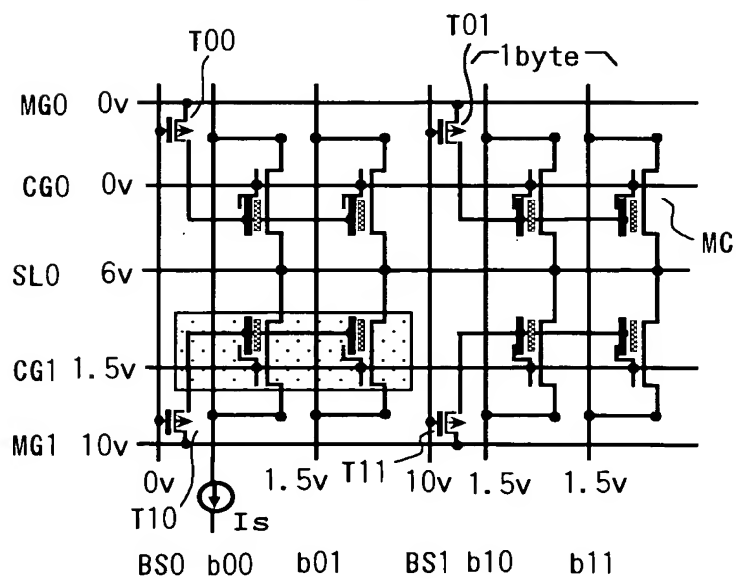 T00
T01
1byte
MG0 0v
CG0 0v
MC
SL0 6v
CG1 1.5v
MG1 10v
0v 1.5v T11 10v 1.5v 1.5v
T10
Is
BS0 b00 b01 BS1 b10 b11